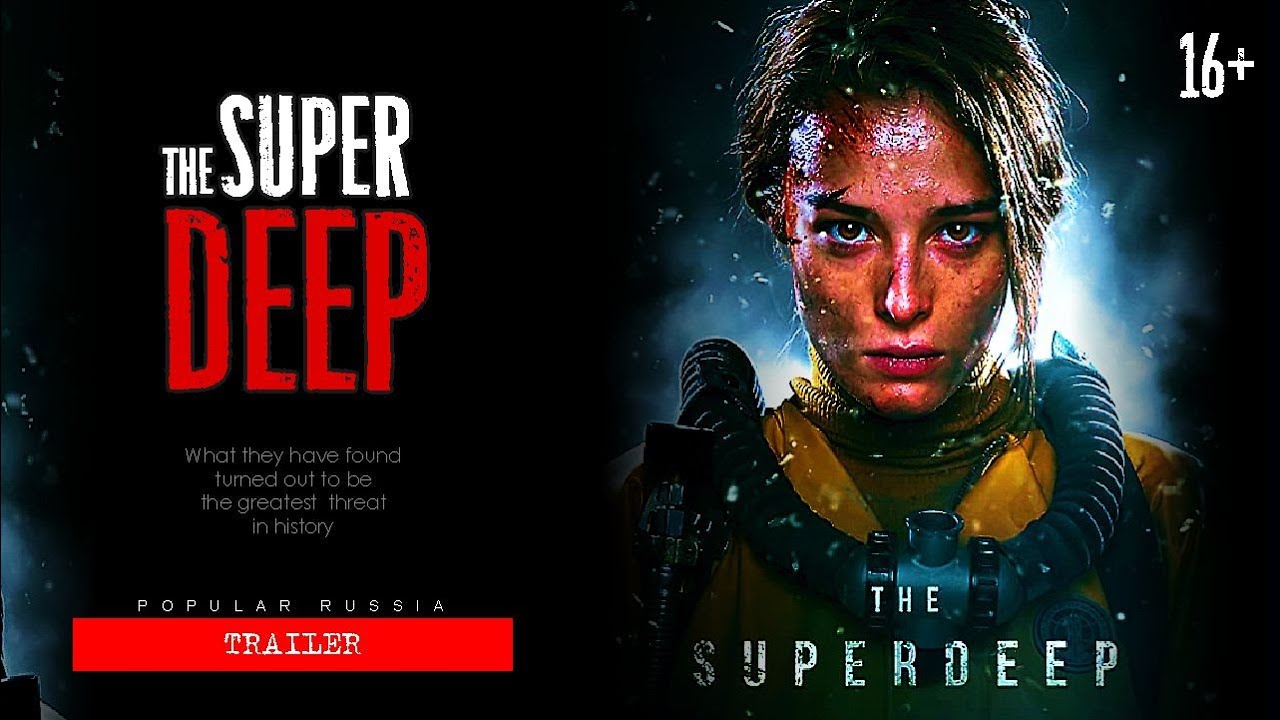 THE SUPER
DEEP
What they have found
turned out to be
the greatest threat
in history
POPULAR RUSSIA
TRAILER
16+
THE
SUPERDEEP